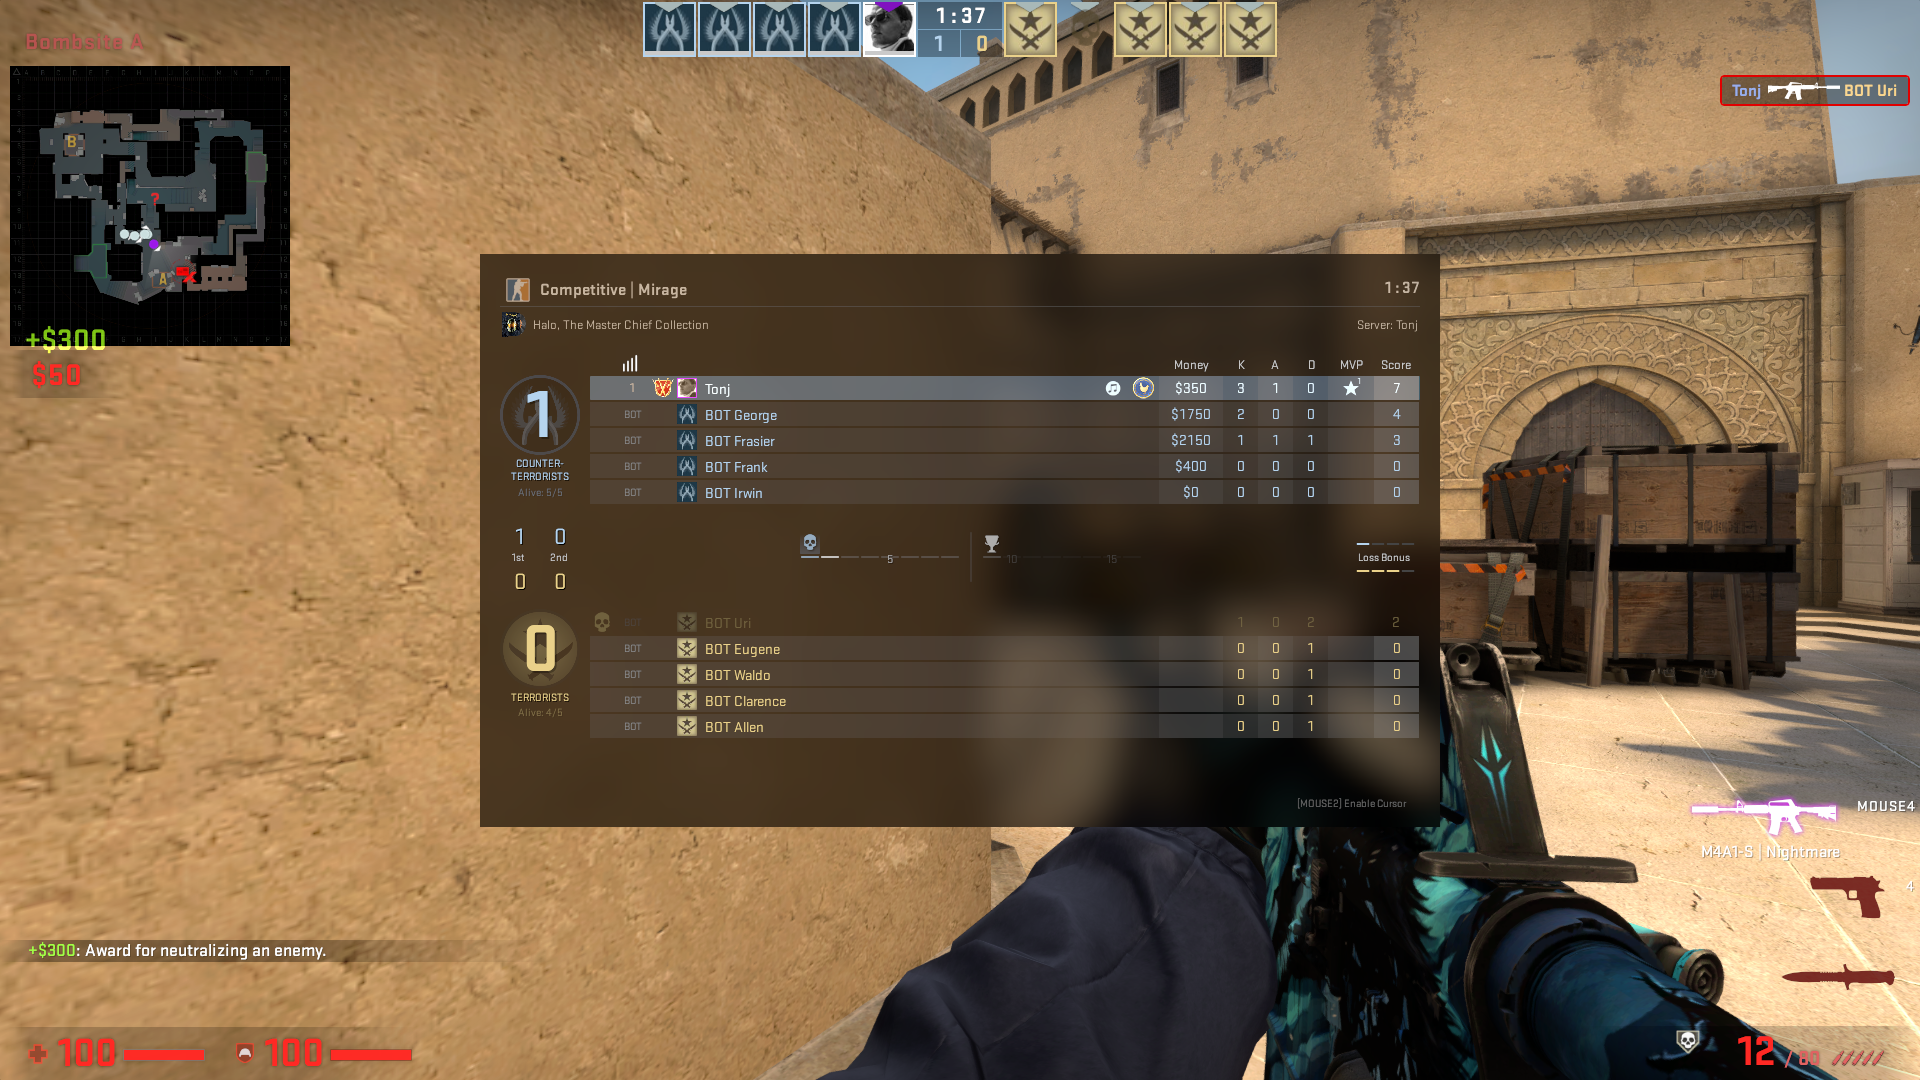 1:37
1 0
Bombsite A
Tonj BOT Uri
B
?
A
+$300
$50
Competitive | Mirage 1:37
Halo, The Master Chief Collection Server: Tonj
Money K A D MVP Score
1 Tonj $350 3 1 0 1 7
BOT BOT George $1750 2 0 0 4
BOT BOT Frasier $2150 1 1 1 3
BOT BOT Frank $400 0 0 0 0
BOT BOT Irwin $0 0 0 0 0
1
COUNTER-
TERRORISTS
Alive: 5/5
1 0
1st 2nd
0 0
5 10 15
Loss Bonus
BOT BOT Uri 1 0 2 2
BOT BOT Eugene 0 0 1 0
BOT BOT Waldo 0 0 1 0
BOT BOT Clarence 0 0 1 0
BOT BOT Allen 0 0 1 0
0
TERRORISTS
Alive: 4/5
[MOUSE2] Enable Cursor
MOUSE4
M4A1-S | Nightmare
4
+$300: Award for neutralizing an enemy.
100 100
12 / 80